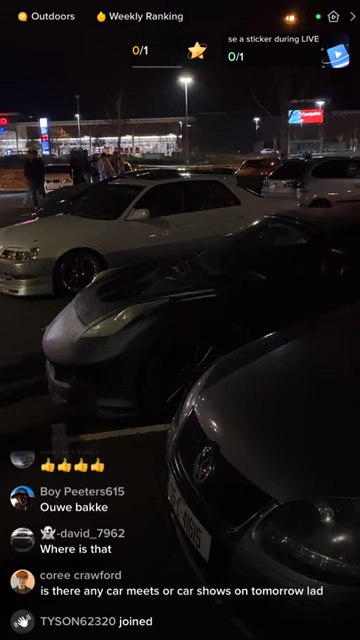 Outdoors
Weekly Ranking
0/1
se a sticker during LIVE
0/1
Boy Peeters615
Ouwe bakke
-david_7962
Where is that
coree crawford
is there any car meets or car shows on tomorrow lad
TYSON62320 joined